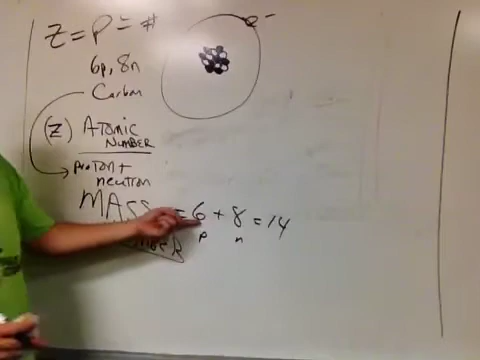 Z = P = #
e-
6p, 8n
Carbon
(Z) Atomic
Number
Proton +
neutron
MASS = 6 + 8 = 14
p n